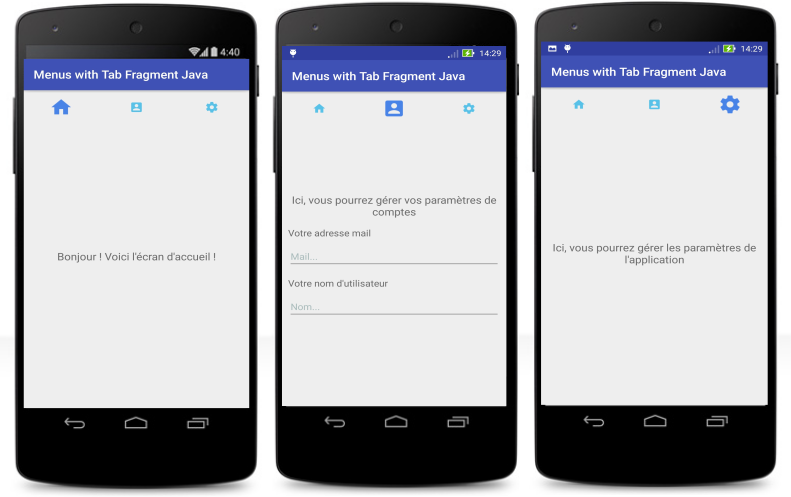 4:40
Menus with Tab Fragment Java
Bonjour ! Voici l'écran d'accueil !
14:29
Menus with Tab Fragment Java
Ici, vous pourrez gérer vos paramètres de
comptes
Votre adresse mail
Mail...
Votre nom d'utilisateur
Nom...
14:29
Menus with Tab Fragment Java
Ici, vous pourrez gérer les paramètres de
l'application